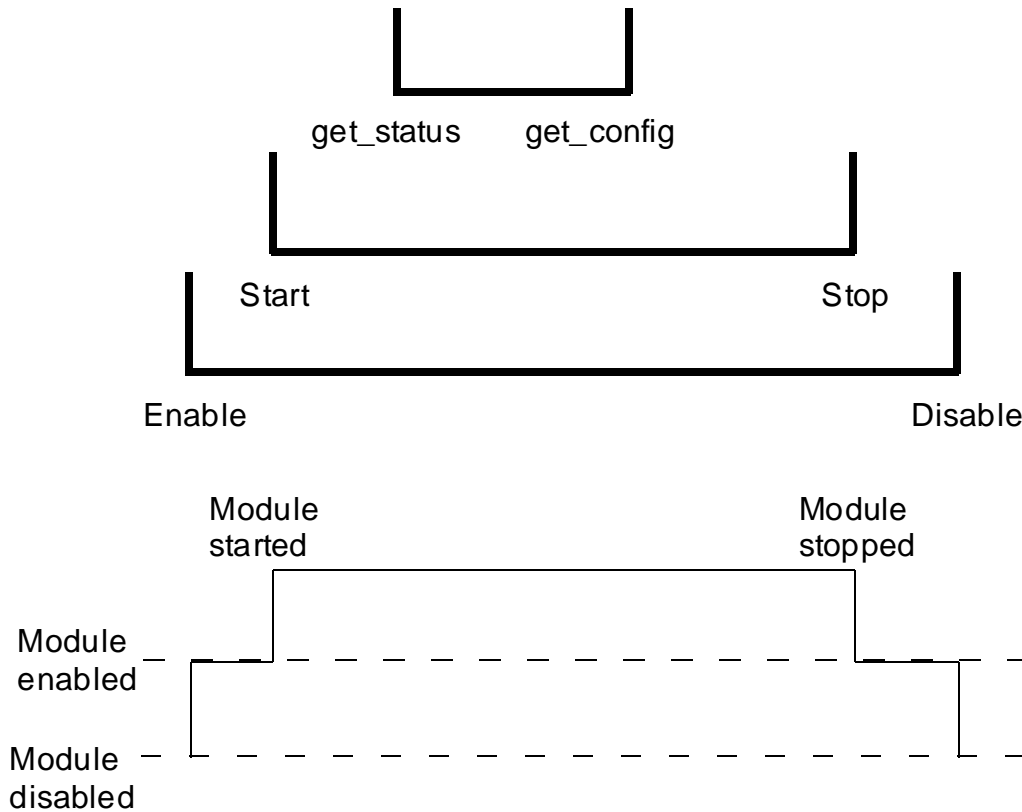 get_status get_config
Start Stop
Enable Disable
Module
started
Module
stopped
Module
enabled
Module
disabled